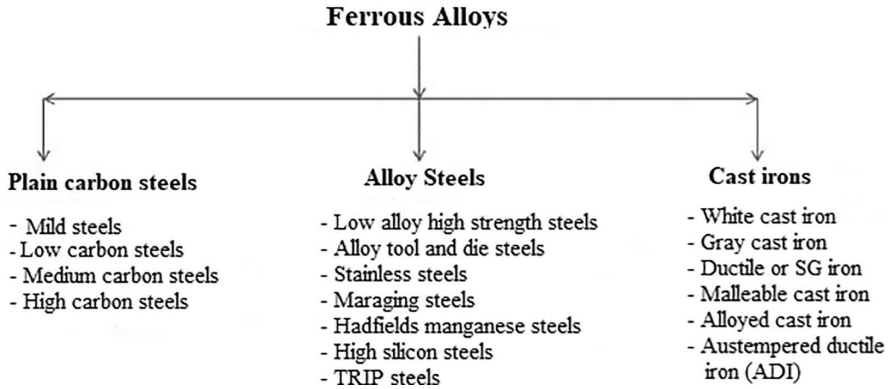 Ferrous Alloys
Plain carbon steels
- Mild steels
- Low carbon steels
- Medium carbon steels
- High carbon steels
Alloy Steels
- Low alloy high strength steels
- Alloy tool and die steels
- Stainless steels
- Maraging steels
- Hadfields manganese steels
- High silicon steels
- TRIP steels
Cast irons
- White cast iron
- Gray cast iron
- Ductile or SG iron
- Malleable cast iron
- Alloyed cast iron
- Austempered ductile
iron (ADI)